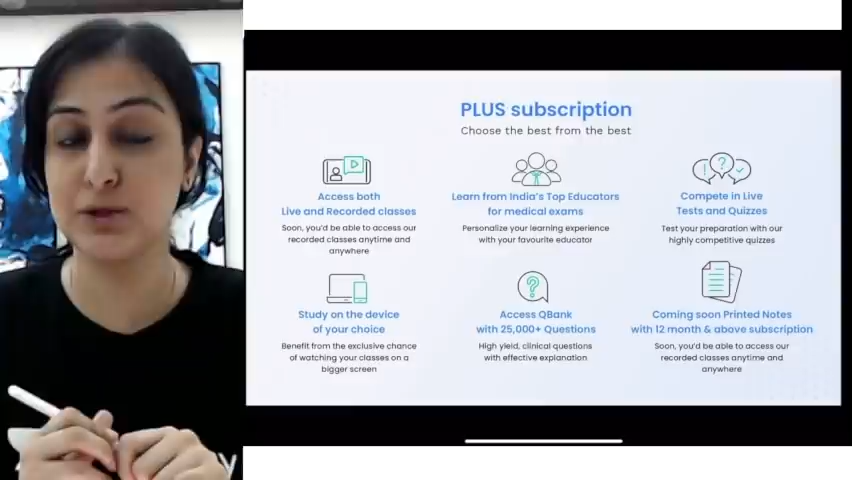 PLUS subscription
Choose the best from the best
Access both
Live and Recorded classes
Soon, you'd be able to access our
recorded classes anytime and
anywhere
Learn from India's Top Educators
for medical exams
Personalize your learning experience
with your favourite educator
Compete in Live
Tests and Quizzes
Test your preparation with our
highly competitive quizzes
Study on the device
of your choice
Benefit from the exclusive chance
of watching your classes on a
bigger screen
Access QBank
with 25,000+ Questions
High yield, clinical questions
with effective explanation
Coming soon Printed Notes
with 12 month & above subscription
Soon, you'd be able to access our
recorded classes anytime and
anywhere